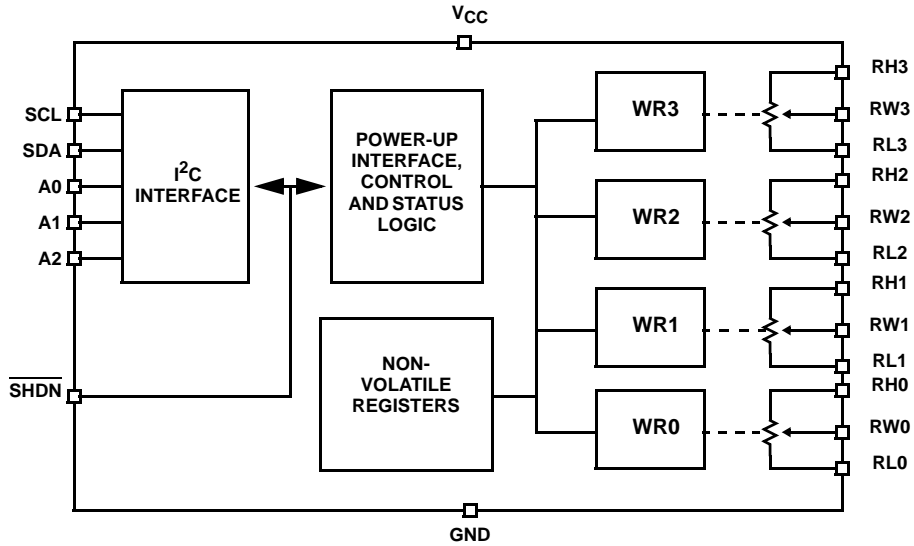 VCC
SCL
SDA
A0
A1
A2
SHDN
I²C
INTERFACE
POWER-UP
INTERFACE,
CONTROL
AND STATUS
LOGIC
NON-
VOLATILE
REGISTERS
WR3
WR2
WR1
WR0
RH3
RW3
RL3
RH2
RW2
RL2
RH1
RW1
RL1
RH0
RW0
RL0
GND